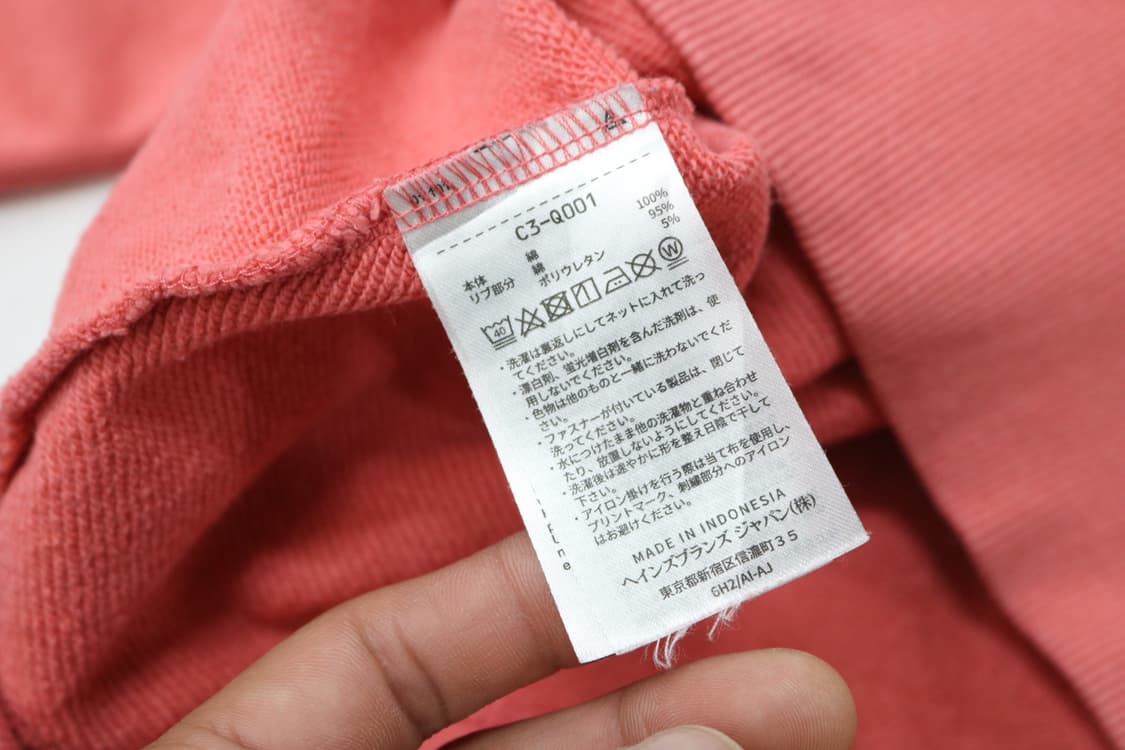 C3-Q001
本体 綿 100%
リブ部分 綿 95%
ポリウレタン 5%
40 W
・洗濯は裏返しにしてネットに入れて洗っ
てください。
・漂白剤、蛍光増白剤を含んだ洗剤は、使
用しないでください。
・色物は他のものと一緒に洗わないでくだ
さい。
・ファスナーが付いている製品は、閉じて
洗ってください。
・水につけたまま他の洗濯物と重ね合わせ
たり、放置しないようにしてください。
・洗濯後は速やかに形を整え日陰で干して
下さい。
・アイロン掛けを行う際は当て布を使用し、
プリントマーク、刺繍部分へのアイロン
はお避けください。
MADE IN INDONESIA
ヘインズブランズ ジャパン(株)
東京都新宿区信濃町35
6H2/AI-AJ